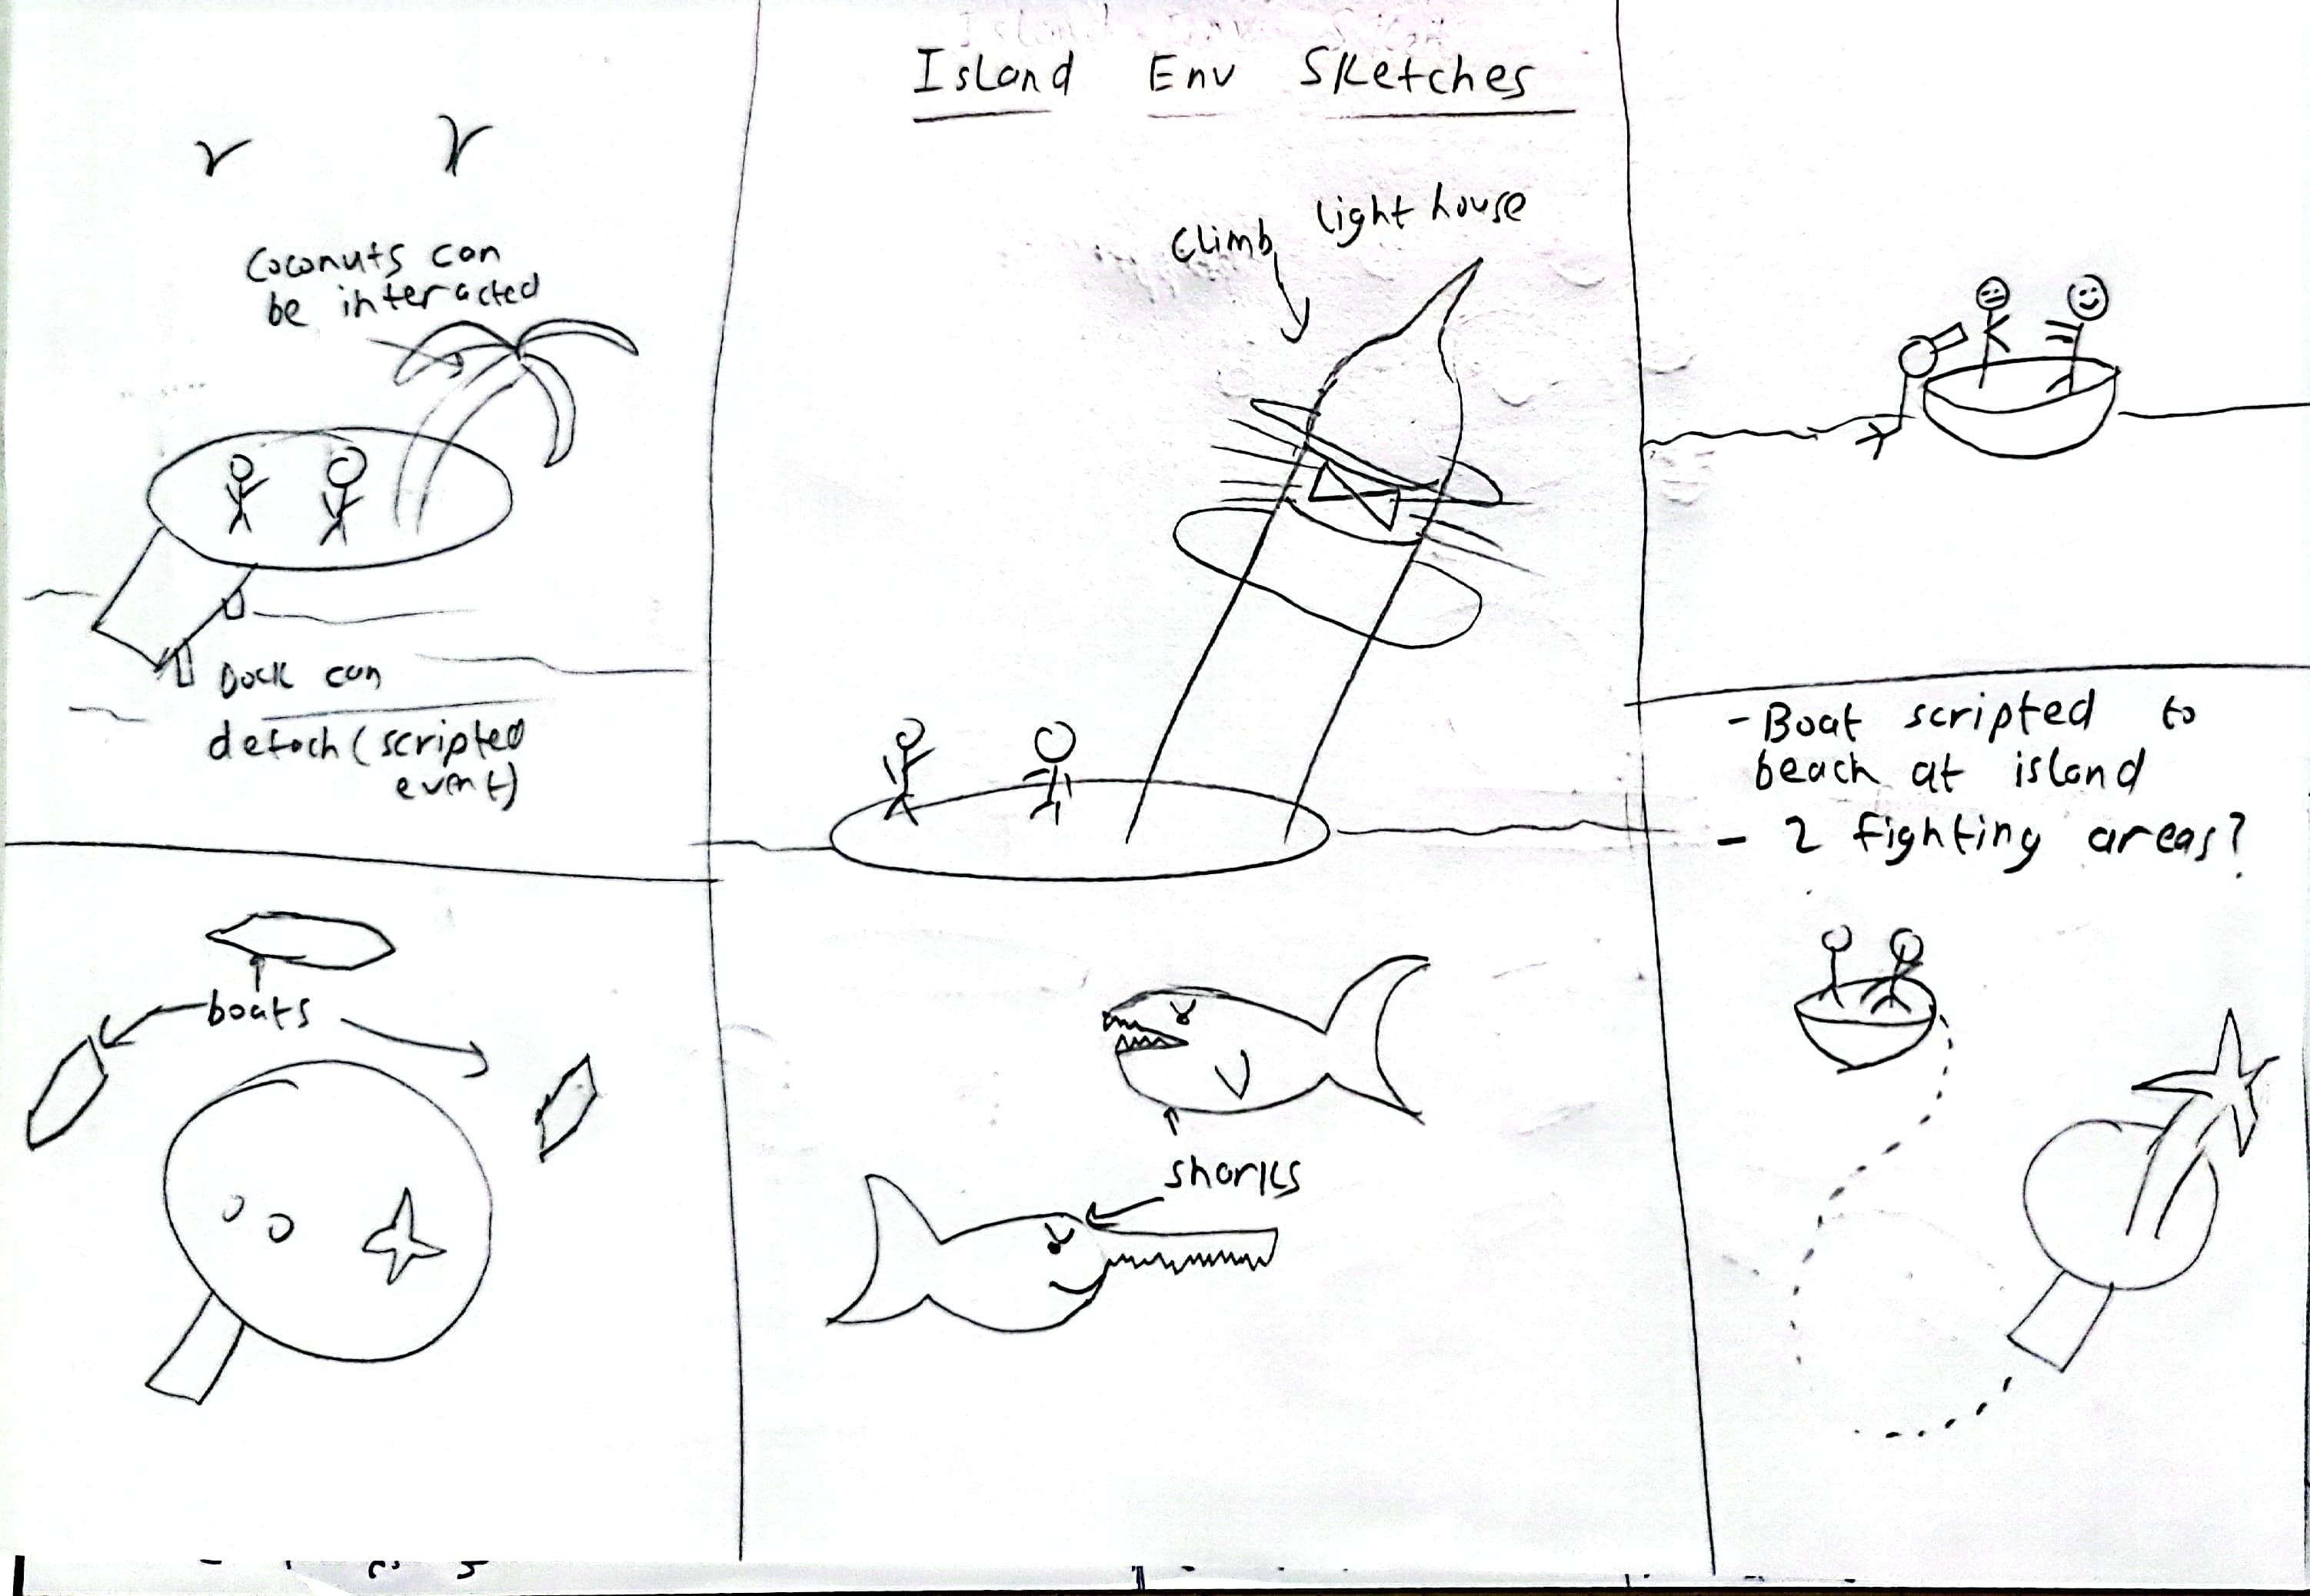 Island Env Sketches
Coconuts can
be interacted
Dock can
detach (scripted
event)
Climb
light house
- Boat scripted to
beach at island
- 2 fighting areas?
boats
sharks